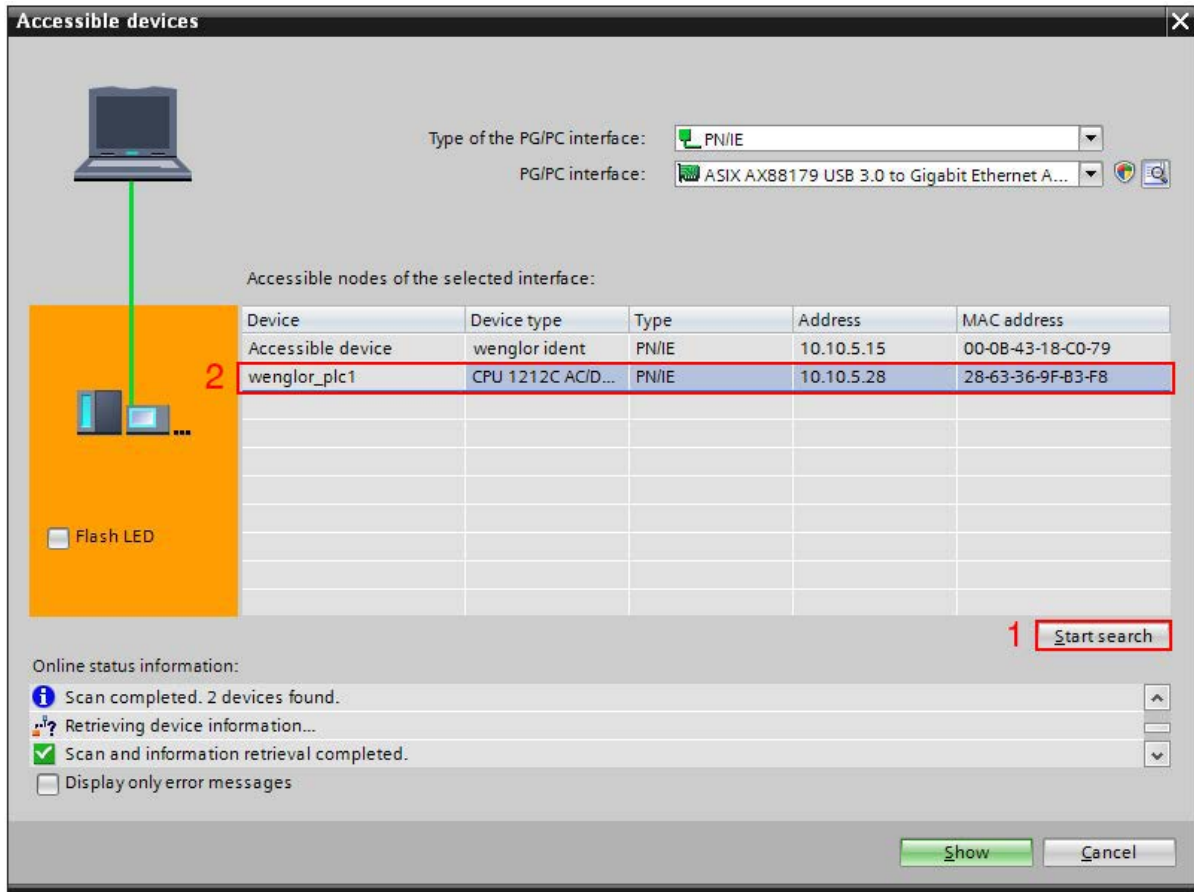 Accessible devices
Type of the PG/PC interface: PN/IE
PG/PC interface: ASIX AX88179 USB 3.0 to Gigabit Ethernet A...
Accessible nodes of the selected interface:
Device Device type Type Address MAC address
Accessible device wenglor ident PN/IE 10.10.5.15 00-0B-43-18-C0-79
2 wenglor_plc1 CPU 1212C AC/D... PN/IE 10.10.5.28 28-63-36-9F-B3-F8
...
Flash LED
1 Start search
Online status information:
Scan completed. 2 devices found.
? Retrieving device information...
Scan and information retrieval completed.
Display only error messages
Show Cancel